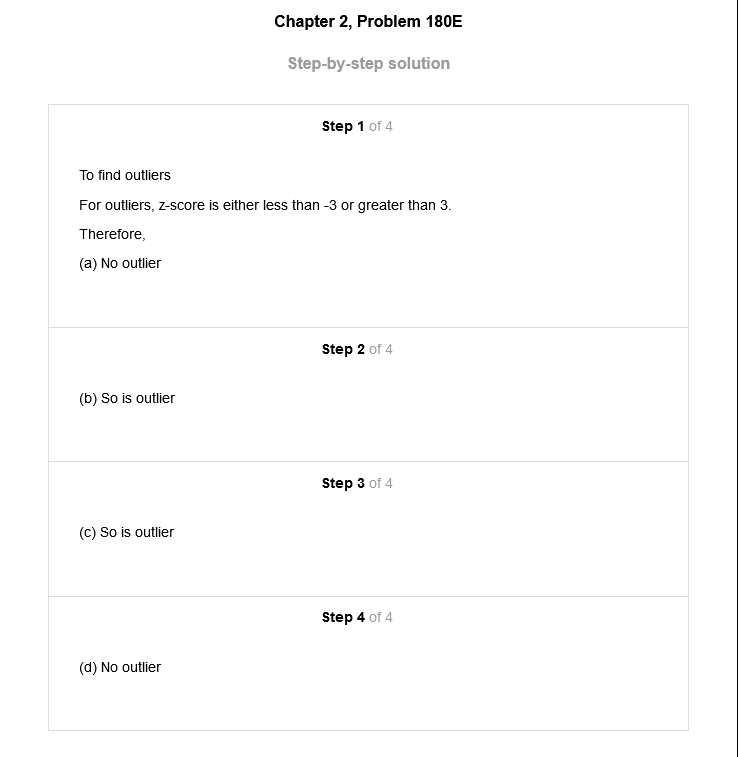 Chapter 2, Problem 180E
Step-by-step solution
Step 1 of 4
To find outliers
For outliers, z-score is either less than -3 or greater than 3.
Therefore,
(a) No outlier
Step 2 of 4
(b) So is outlier
Step 3 of 4
(c) So is outlier
Step 4 of 4
(d) No outlier